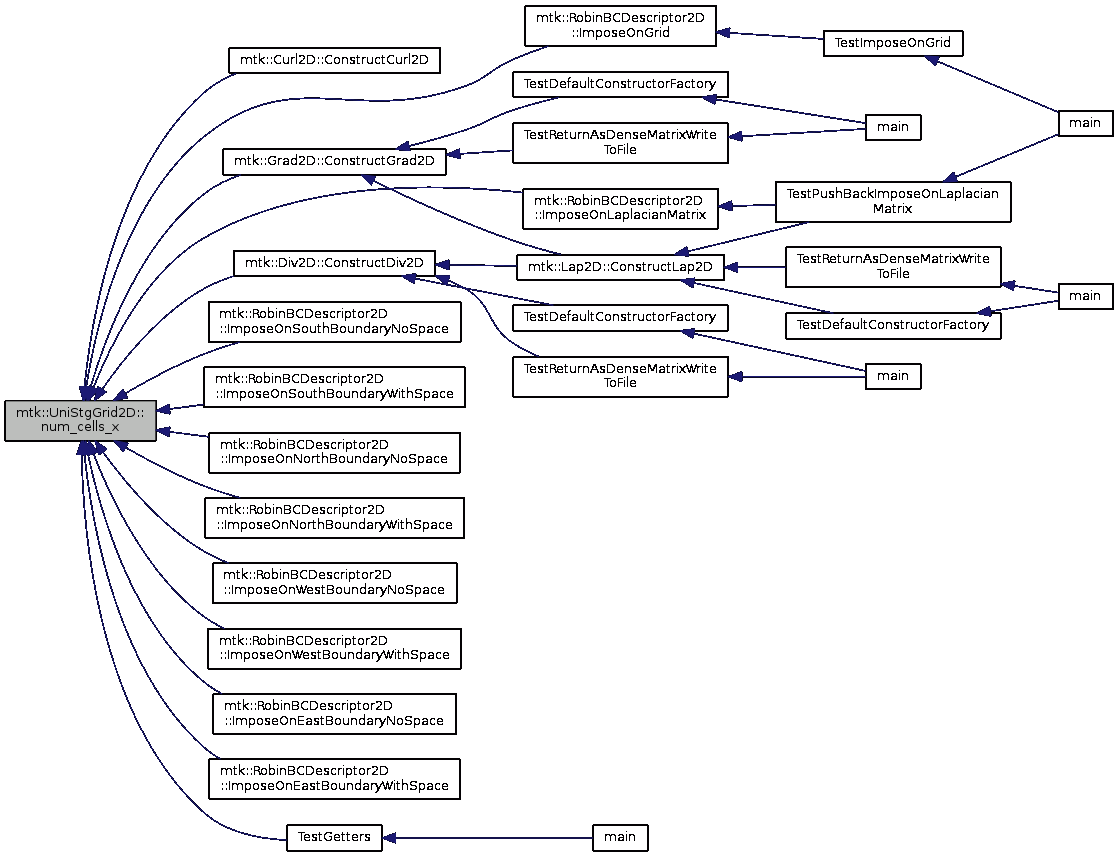 mtk::RobinBCDescriptor2D
::ImposeOnGrid
TestImposeOnGrid
mtk::Curl2D::ConstructCurl2D
TestDefaultConstructorFactory
main
main
TestReturnAsDenseMatrixWrite
ToFile
mtk::Grad2D::ConstructGrad2D
mtk::RobinBCDescriptor2D
::ImposeOnLaplacianMatrix
TestPushBackImposeOnLaplacian
Matrix
mtk::Div2D::ConstructDiv2D
mtk::Lap2D::ConstructLap2D
TestReturnAsDenseMatrixWrite
ToFile
main
mtk::RobinBCDescriptor2D
::ImposeOnSouthBoundaryNoSpace
TestDefaultConstructorFactory
TestDefaultConstructorFactory
TestReturnAsDenseMatrixWrite
ToFile
main
mtk::RobinBCDescriptor2D
::ImposeOnSouthBoundaryWithSpace
mtk::UniStgGrid2D::
num_cells_x
mtk::RobinBCDescriptor2D
::ImposeOnNorthBoundaryNoSpace
mtk::RobinBCDescriptor2D
::ImposeOnNorthBoundaryWithSpace
mtk::RobinBCDescriptor2D
::ImposeOnWestBoundaryNoSpace
mtk::RobinBCDescriptor2D
::ImposeOnWestBoundaryWithSpace
mtk::RobinBCDescriptor2D
::ImposeOnEastBoundaryNoSpace
mtk::RobinBCDescriptor2D
::ImposeOnEastBoundaryWithSpace
TestGetters
main